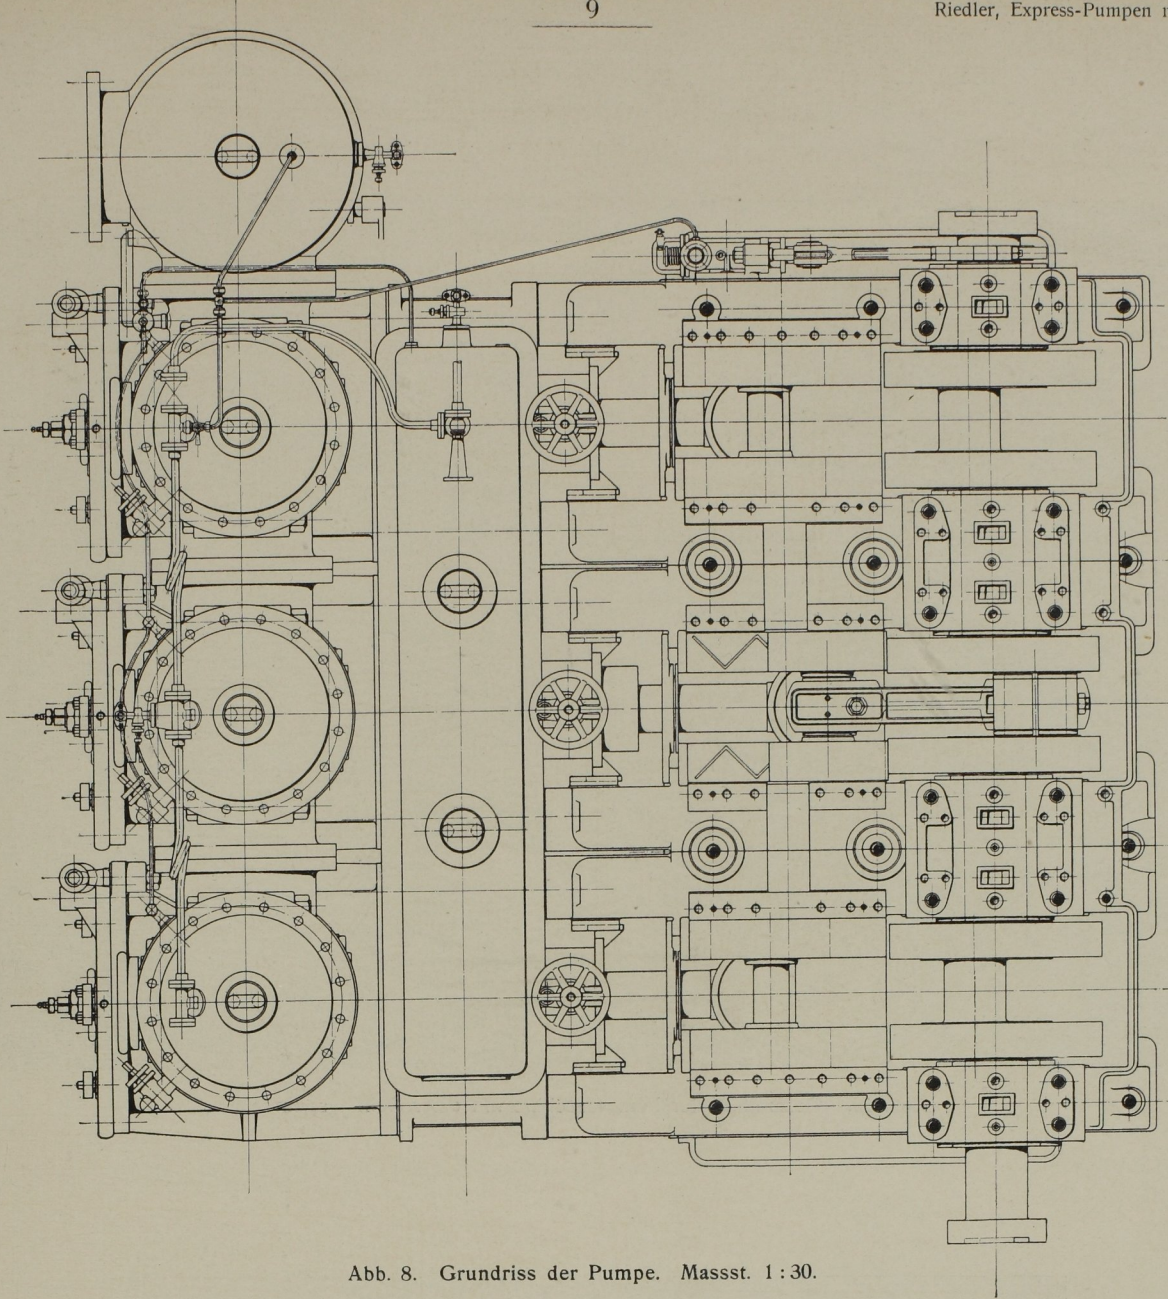 9
Riedler, Express-Pumpen
Abb. 8. Grundriss der Pumpe. Massst. 1 : 30.